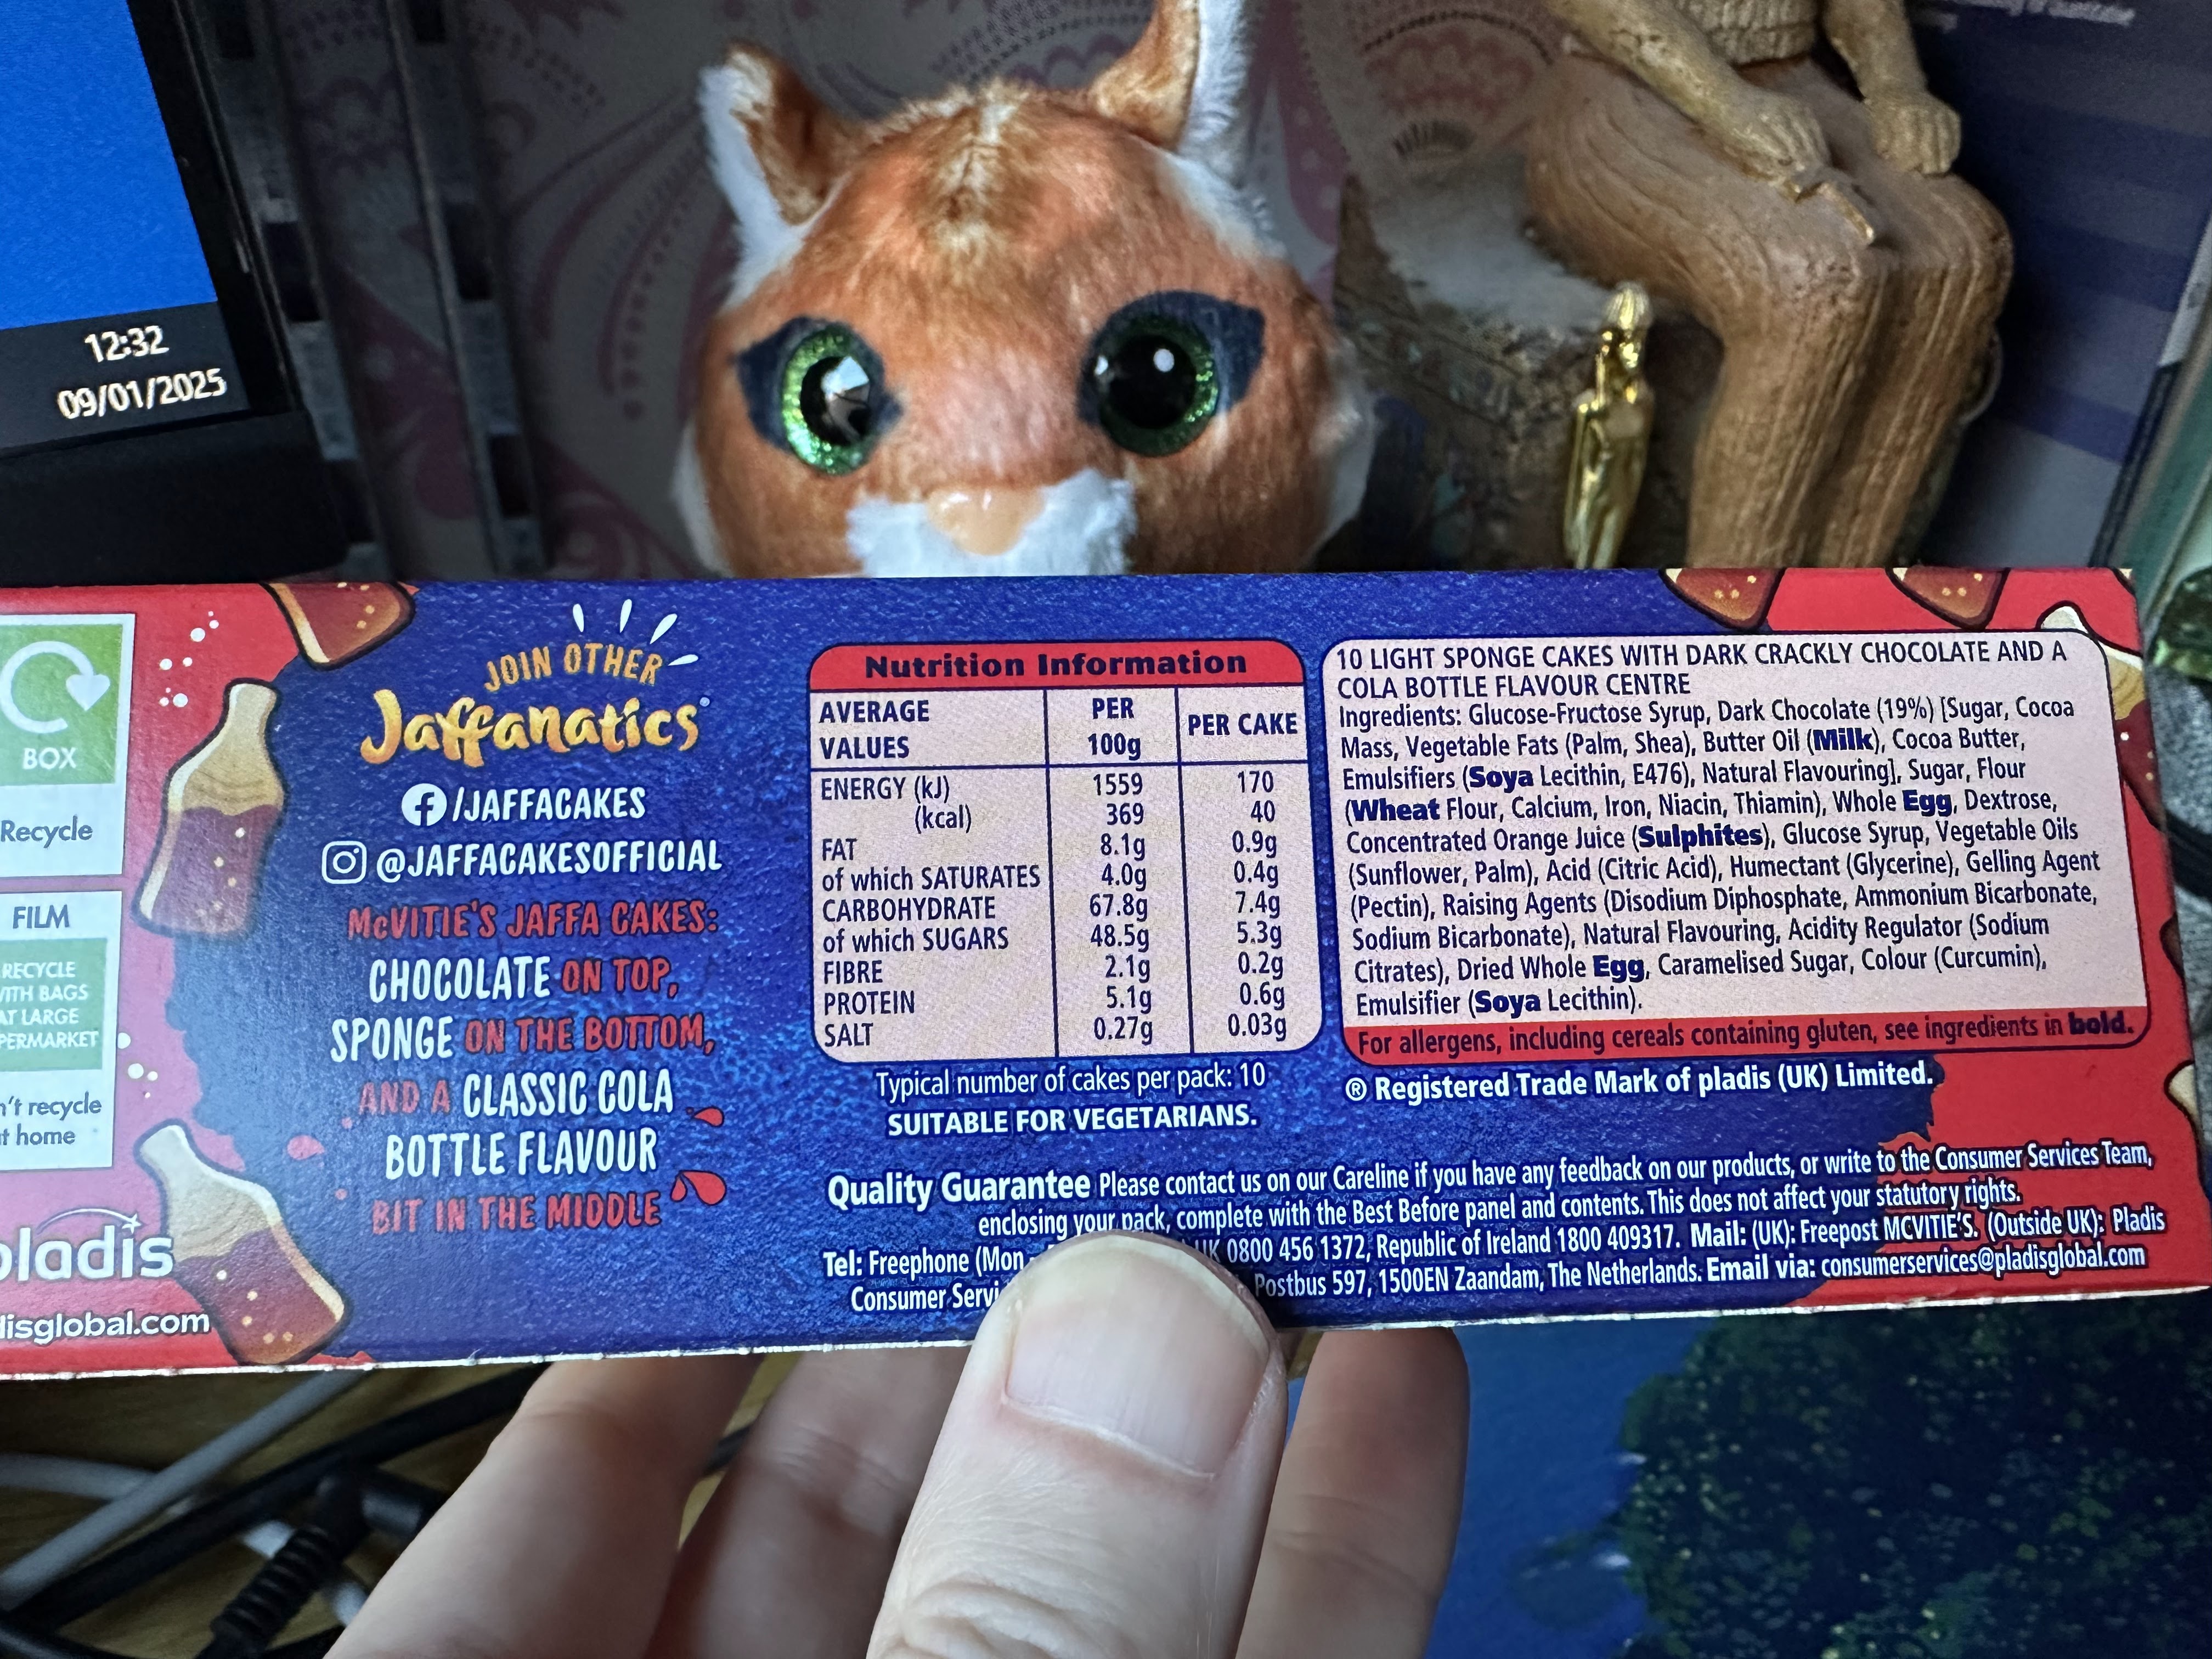 12:32
09/01/2025
BOX
Recycle
FILM
RECYCLE
BAGS
AT LARGE
recycle
at home
pladis
JOIN OTHER
Jaffanatics®
/JAFFACAKES
@JAFFACAKESOFFICIAL
McVITIE'S JAFFA CAKES:
CHOCOLATE ON TOP,
SPONGE ON THE BOTTOM,
AND A CLASSIC COLA
BOTTLE FLAVOUR
BIT IN THE MIDDLE
Nutrition Information
AVERAGE VALUES PER 100g PER CAKE
ENERGY (kJ) 1559 170
(kcal) 369 40
FAT 8.1g 0.9g
of which SATURATES 4.0g 0.4g
CARBOHYDRATE 67.8g 7.4g
of which SUGARS 48.5g 5.3g
FIBRE 2.1g 0.2g
PROTEIN 5.1g 0.6g
SALT 0.27g 0.03g
Typical number of cakes per pack: 10
SUITABLE FOR VEGETARIANS.
10 LIGHT SPONGE CAKES WITH DARK CRACKLY CHOCOLATE AND A
COLA BOTTLE FLAVOUR CENTRE
Ingredients: Glucose-Fructose Syrup, Dark Chocolate (19%) [Sugar, Cocoa
Mass, Vegetable Fats (Palm, Shea), Butter Oil (Milk), Cocoa Butter,
Emulsifiers (Soya Lecithin, E476), Natural Flavouring], Sugar, Flour
(Wheat Flour, Calcium, Iron, Niacin, Thiamin), Whole Egg, Dextrose,
Concentrated Orange Juice (Sulphites), Glucose Syrup, Vegetable Oils
(Sunflower, Palm), Acid (Citric Acid), Humectant (Glycerine), Gelling Agent
(Pectin), Raising Agents (Disodium Diphosphate, Ammonium Bicarbonate,
Sodium Bicarbonate), Natural Flavouring, Acidity Regulator (Sodium
Citrates), Dried Whole Egg, Caramelised Sugar, Colour (Curcumin),
Emulsifier (Soya Lecithin).
For allergens, including cereals containing gluten, see ingredients in bold.
® Registered Trade Mark of pladis (UK) Limited.
Quality Guarantee Please contact us on our Careline if you have any feedback on our products, or write to the Consumer Services Team,
enclosing your pack, complete with the Best Before panel and contents. This does not affect your statutory rights.
Tel: Freephone (Mon - UK 0800 456 1372, Republic of Ireland 1800 409317. Mail: (UK): Freepost MCVITIE'S. (Outside UK): Pladis
Consumer Postbus 597, 1500EN Zaandam, The Netherlands. Email via: consumerservices@pladisglobal.com